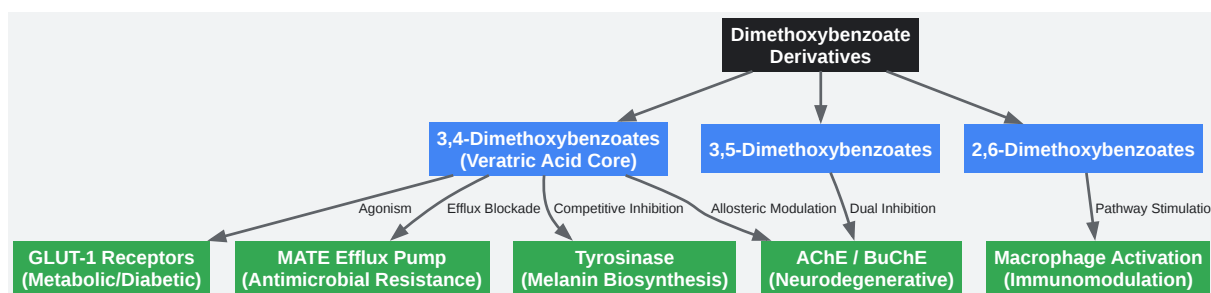 Dimethoxybenzoate
Derivatives
3,4-Dimethoxybenzoates
(Veratric Acid Core)
3,5-Dimethoxybenzoates
2,6-Dimethoxybenzoates
Agonism
Efflux Blockade
Competitive Inhibition
Allosteric Modulation
Dual Inhibition
Pathway Stimulatio
GLUT-1 Receptors
(Metabolic/Diabetic)
MATE Efflux Pump
(Antimicrobial Resistance)
Tyrosinase
(Melanin Biosynthesis)
AChE / BuChE
(Neurodegenerative)
Macrophage Activation
(Immunomodulation)